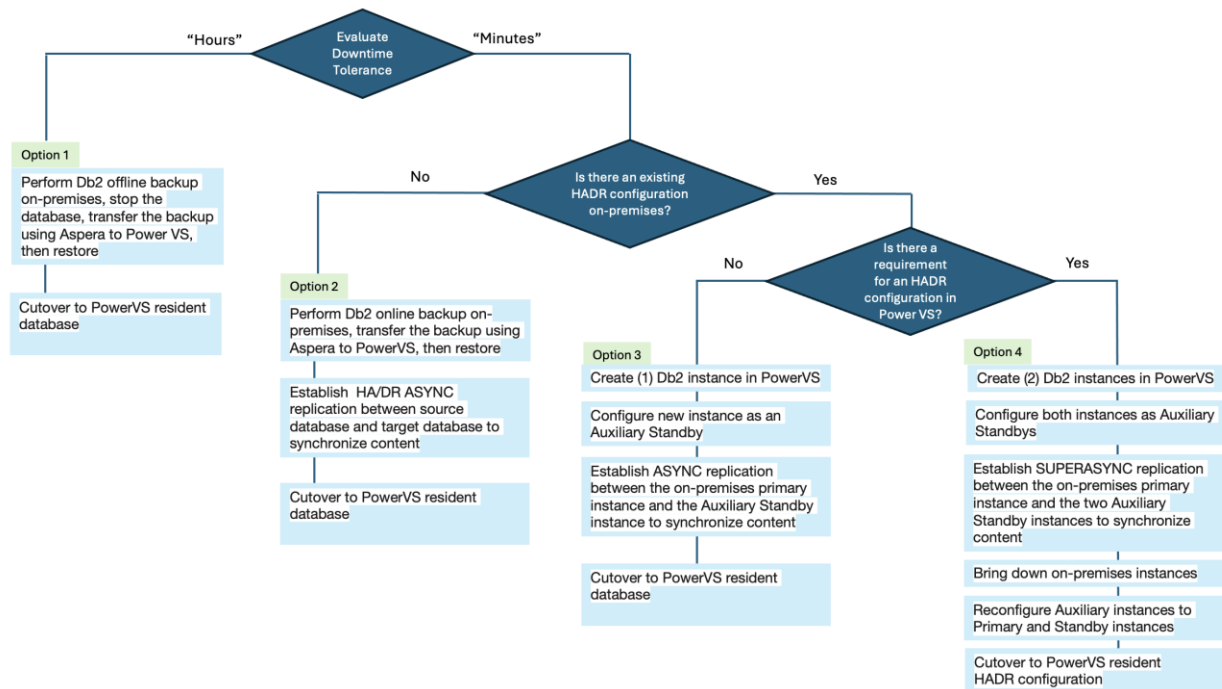 “Hours”
Evaluate
Downtime
Tolerance
“Minutes”
Option 1
Perform Db2 offline backup
on-premises, stop the
database, transfer the backup
using Aspera to Power VS,
then restore
Cutover to PowerVS resident
database
No
Is there an existing
HADR configuration
on-premises?
Yes
Option 2
Perform Db2 online backup on-
premises, transfer the backup using
Aspera to PowerVS, then restore
Establish HA/DR ASYNC
replication between source
database and target database to
synchronize content
Cutover to PowerVS resident
database
No
Is there a
requirement
for an HADR
configuration in
Power VS?
Yes
Option 3
Create (1) Db2 instance in PowerVS
Configure new instance as an
Auxiliary Standby
Establish ASYNC replication
between the on-premises primary
instance and the Auxiliary Standby
instance to synchronize content
Cutover to PowerVS resident
database
Option 4
Create (2) Db2 instances in PowerVS
Configure both instances as Auxiliary
Standbys
Establish SUPERASYNC replication
between the on-premises primary
instance and the two Auxiliary
Standby instances to synchronize
content
Bring down on-premises instances
Reconfigure Auxiliary instances to
Primary and Standby instances
Cutover to PowerVS resident
HADR configuration